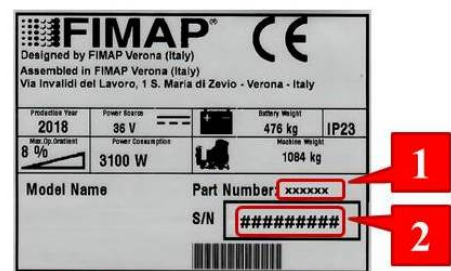 FIMAP®
CE
Designed by FIMAP Verona (Italy)
Assembled in FIMAP Verona (Italy)
Via Invalidi del Lavoro, 1 S. Maria di Zevio - Verona - Italy
Production Year
2018
Power Source
36 V
Battery Weight
476 kg
IP23
Max.Op.Gradient
8 %
Power Consumption
3100 W
Machine Weight
1084 kg
Model Name
Part Number: xxxxxx
1
S/N #########
2